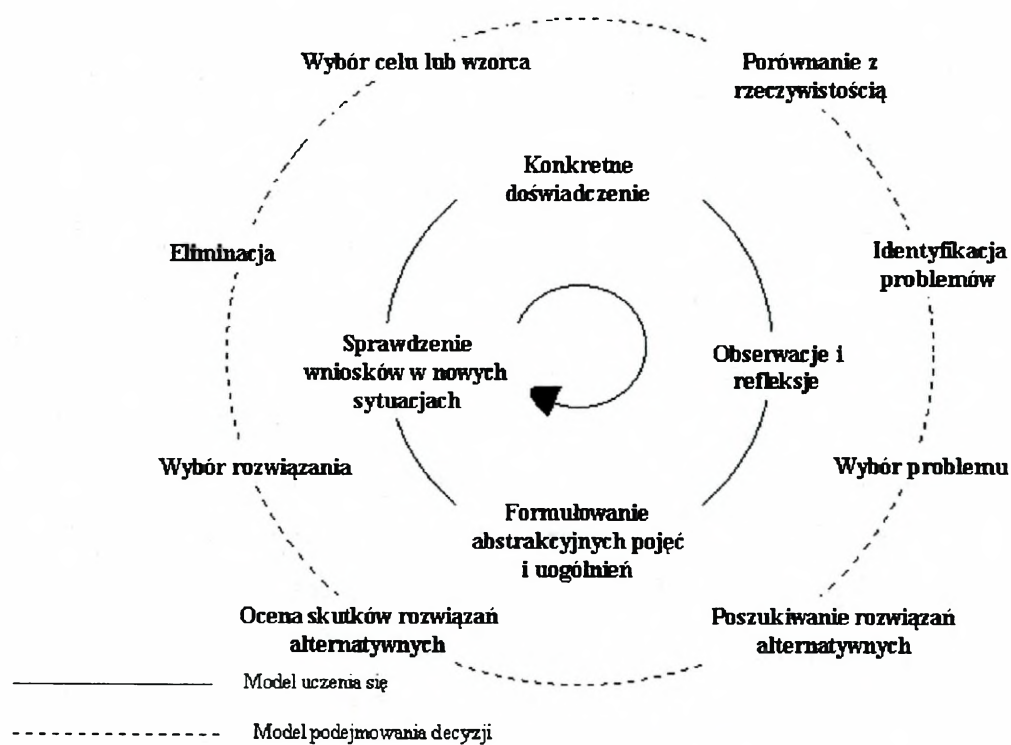 Wybór celu lub wzorca
Porównanie z
rzeczywistością
Konkretne
doświadczenie
Eliminacja
Identyfikacja
problemów
Sprawdzenie
wniosków w nowych
sytuacjach
Obserwacje i
refleksje
Wybór rozwiązania
Wybór problemu
Formułowanie
abstrakcyjnych pojęć
i uogólnień
Ocena skutków rozwiązań
alternatywnych
Poszukiwanie rozwiązań
alternatywnych
Model uczenia się
Model podejmowania decyzji